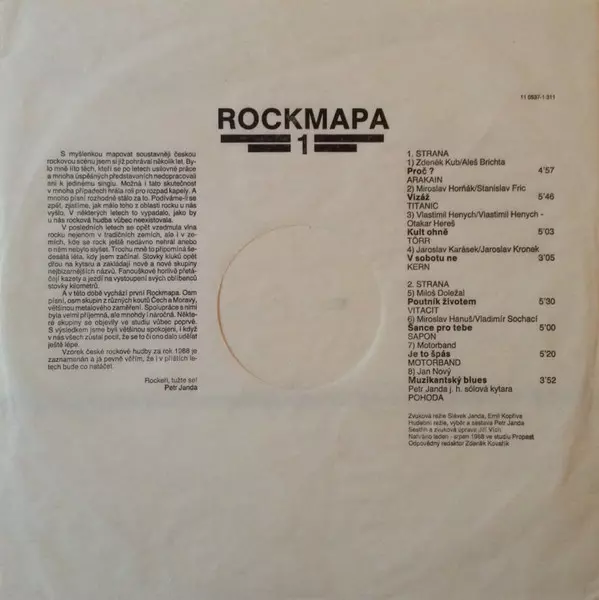 11 0897-1 311
ROCKMAPA
1
S myšlenkou mapovat soustavněji českou
rockovou scénu jsem si již pohrával několik let. Bylo
mně líto těch, kteří se po letech usilovné práce
a mnoha úspěšných představeních nedopracovali
ani k jedinému singlu. Možná i tato skutečnost
v mnoha případech hrála roli pro rozpad kapely. A
mnoho písní rozhodně stálo za to. Podíváme-li se
zpět, zjistíme, jak málo toho z oblasti rocku u nás
vyšlo. V některých letech to vypadalo, jako by
u nás rocková hudba vůbec neexistovala.
V posledních letech se opět vzedmula vlna
rocku nejenom v tradičních zemích, ale i v zemích,
kde se rock ještě nedávno nehrál anebo
o něm nebylo slyšet. Trochu mně to připomíná šedesátá
léta, kdy jsem začínal. Stovky kluků opět
dřou na kytaru a zakládají nové a nové skupiny
nejbizarnějších názvů. Fanouškové horlivě přetáčejí
kazety a jezdí na vystoupení svých oblíbenců
stovky kilometrů.
A v této době vychází první Rockmapa. Osm
písní, osm skupin z různých koutů Čech a Moravy,
většinou metalového zaměření. Spolupráce s nimi
byla velmi příjemná, ale mnohdy i náročná. Některé
skupiny se objevily ve studiu vůbec poprvé.
S výsledkem jsme byli většinou spokojeni, i když
v nás všech zůstal pocit, že se to či ono dalo udělat
ještě lépe.
Vzorek české rockové hudby za rok 1988 je
zaznamenán a já pevně věřím, že i v příštích letech
bude co natáčet.
Rockeři, tužte se!
Petr Janda
1. STRANA
1) Zdeněk Kub/Aleš Brichta
Proč ? 4'57
ARAKAIN
2) Miroslav Horňák/Stanislav Fric
Vizáž 5'46
TITANIC
3) Vlastimil Henych/Vlastimil Henych -
Otakar Hereš
Kult ohně 5'03
TÖRR
4) Jaroslav Karásek/Jaroslav Kronek
V sobotu ne 3'05
KERN
2. STRANA
5) Miloš Doležal
Poutník životem 5'30
VITACIT
6) Miroslav Hanuš/Vladimír Sochací
Šance pro tebe 5'00
SAPON
7) Motorband
Je to špás 5'20
MOTORBAND
8) Jan Nový
Muzikantský blues 3'52
Petr Janda j. h. sólová kytara
POHODA
Zvuková režie Slávek Janda, Emil Kopřiva
Hudební režie, výběr a sestava Petr Janda
Sestřih a zvuková úprava Jiří Vích
Nahráno leden - srpen 1988 ve studiu Propast
Odpovědný redaktor Zdeněk Kovařík